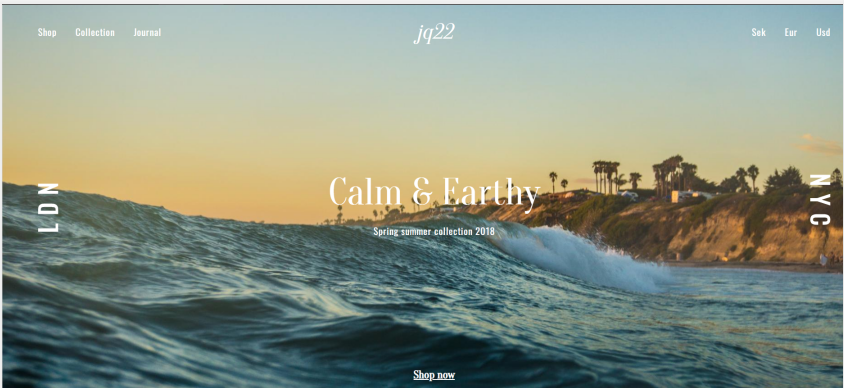 Shop Collection Journal
jq22
Sek Eur Usd
LDN
Calm & Earthy
NYC
Spring summer collection 2018
Shop now